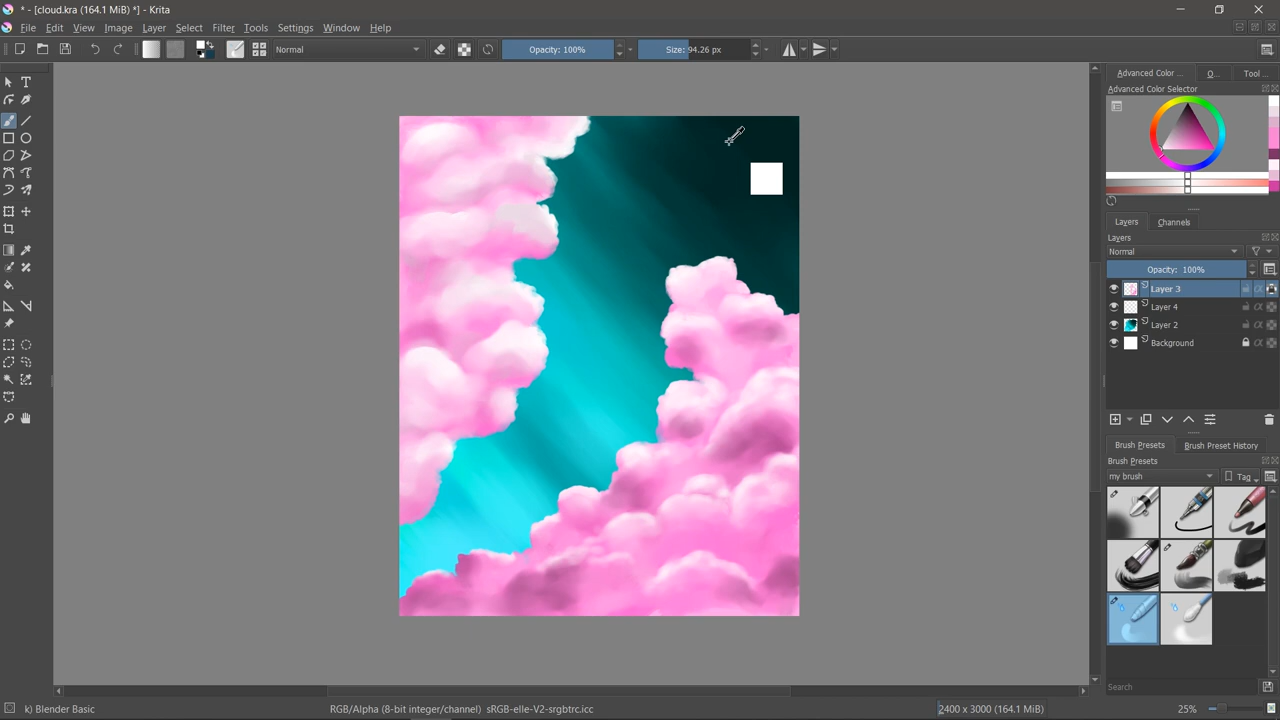 * - [cloud.kra (164.1 MiB) *] - Krita
File Edit View Image Layer Select Filter Tools Settings Window Help
Normal Opacity: 100% Size: 94.26 px
Advanced Color ... O... Tool ...
Advanced Color Selector
Layers Channels
Layers
Normal
Opacity: 100%
Layer 3
Layer 4
Layer 2
Background
Brush Presets Brush Preset History
Brush Presets
my brush Tag
Search
k) Blender Basic RGB/Alpha (8-bit integer/channel) sRGB-elle-V2-srgbtrc.icc 2400 x 3000 (164.1 MiB) 25%